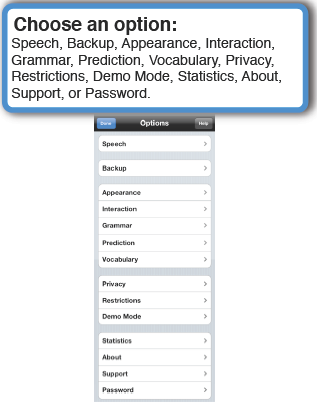 Choose an option:
Speech, Backup, Appearance, Interaction,
Grammar, Prediction, Vocabulary, Privacy,
Restrictions, Demo Mode, Statistics, About,
Support, or Password.
Done Options Help
Speech
Backup
Appearance
Interaction
Grammar
Prediction
Vocabulary
Privacy
Restrictions
Demo Mode
Statistics
About
Support
Password